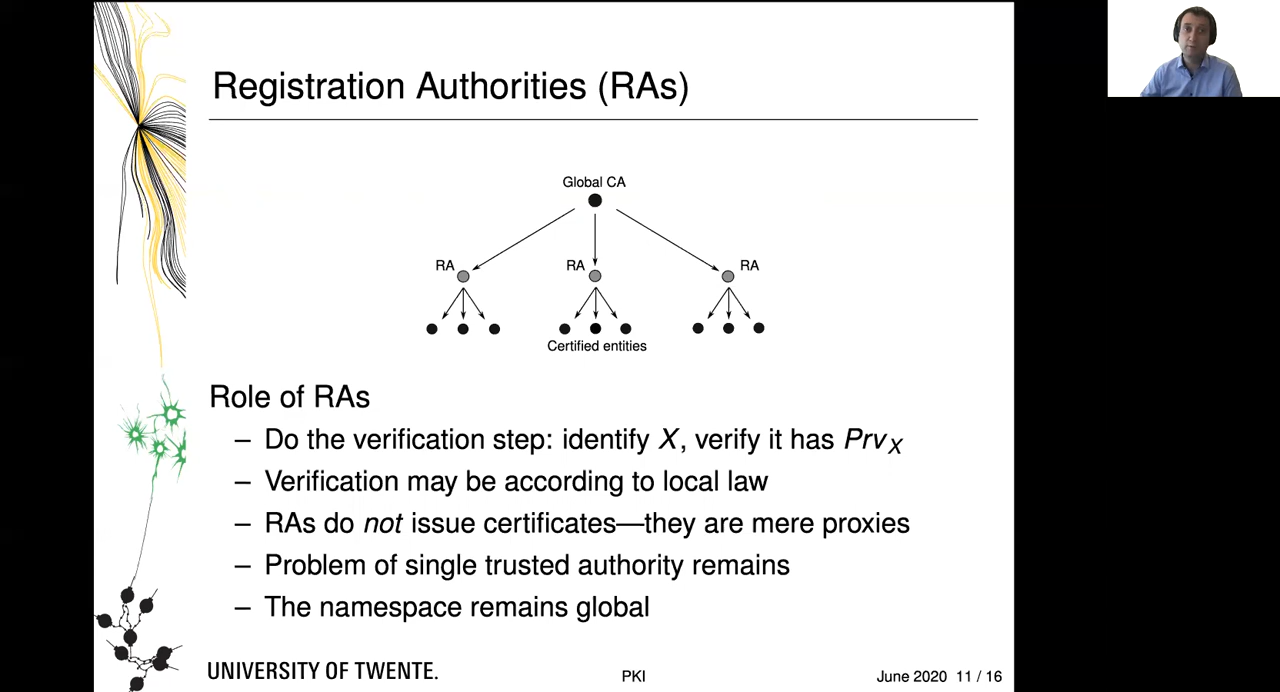 Registration Authorities (RAs)
Global CA
RA RA RA
Certified entities
Role of RAs
– Do the verification step: identify X, verify it has PrvX
– Verification may be according to local law
– RAs do not issue certificates—they are mere proxies
– Problem of single trusted authority remains
– The namespace remains global
UNIVERSITY OF TWENTE. PKI June 2020 11 / 16